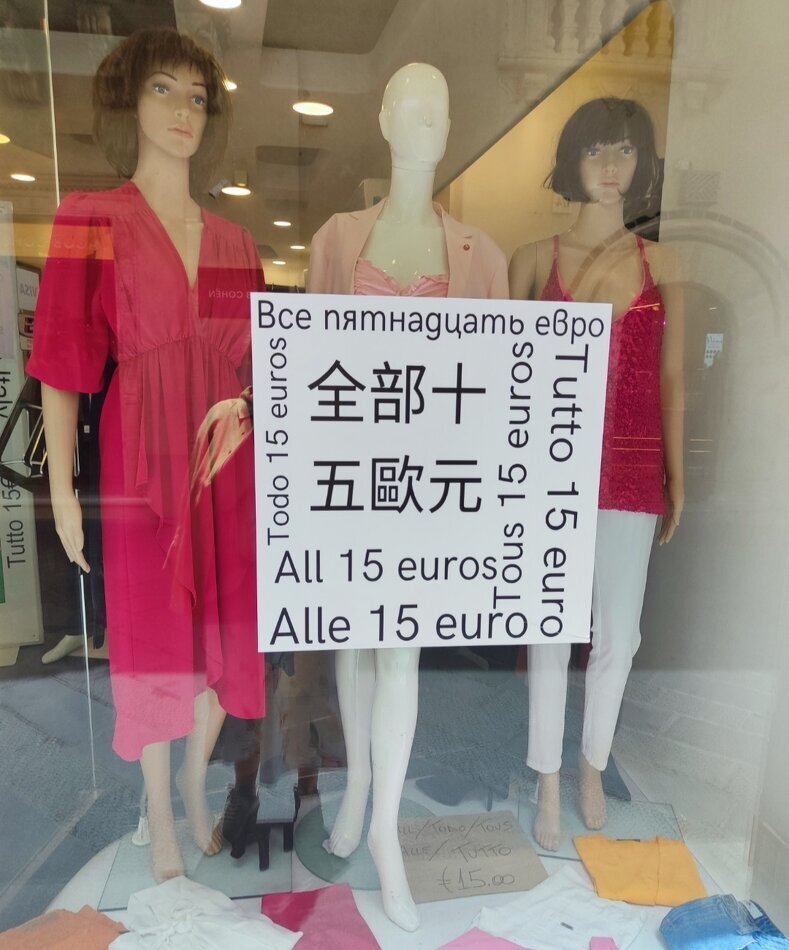 Все пятнадцать евро
Todo 15 euros
全部十
五歐元
Tous 15 euros
Tutto 15 euro
All 15 euros
Alle 15 euro
VISA
Tutto 15€
ALL/TODO/TOUS
ALLE/TUTTO
€15.00